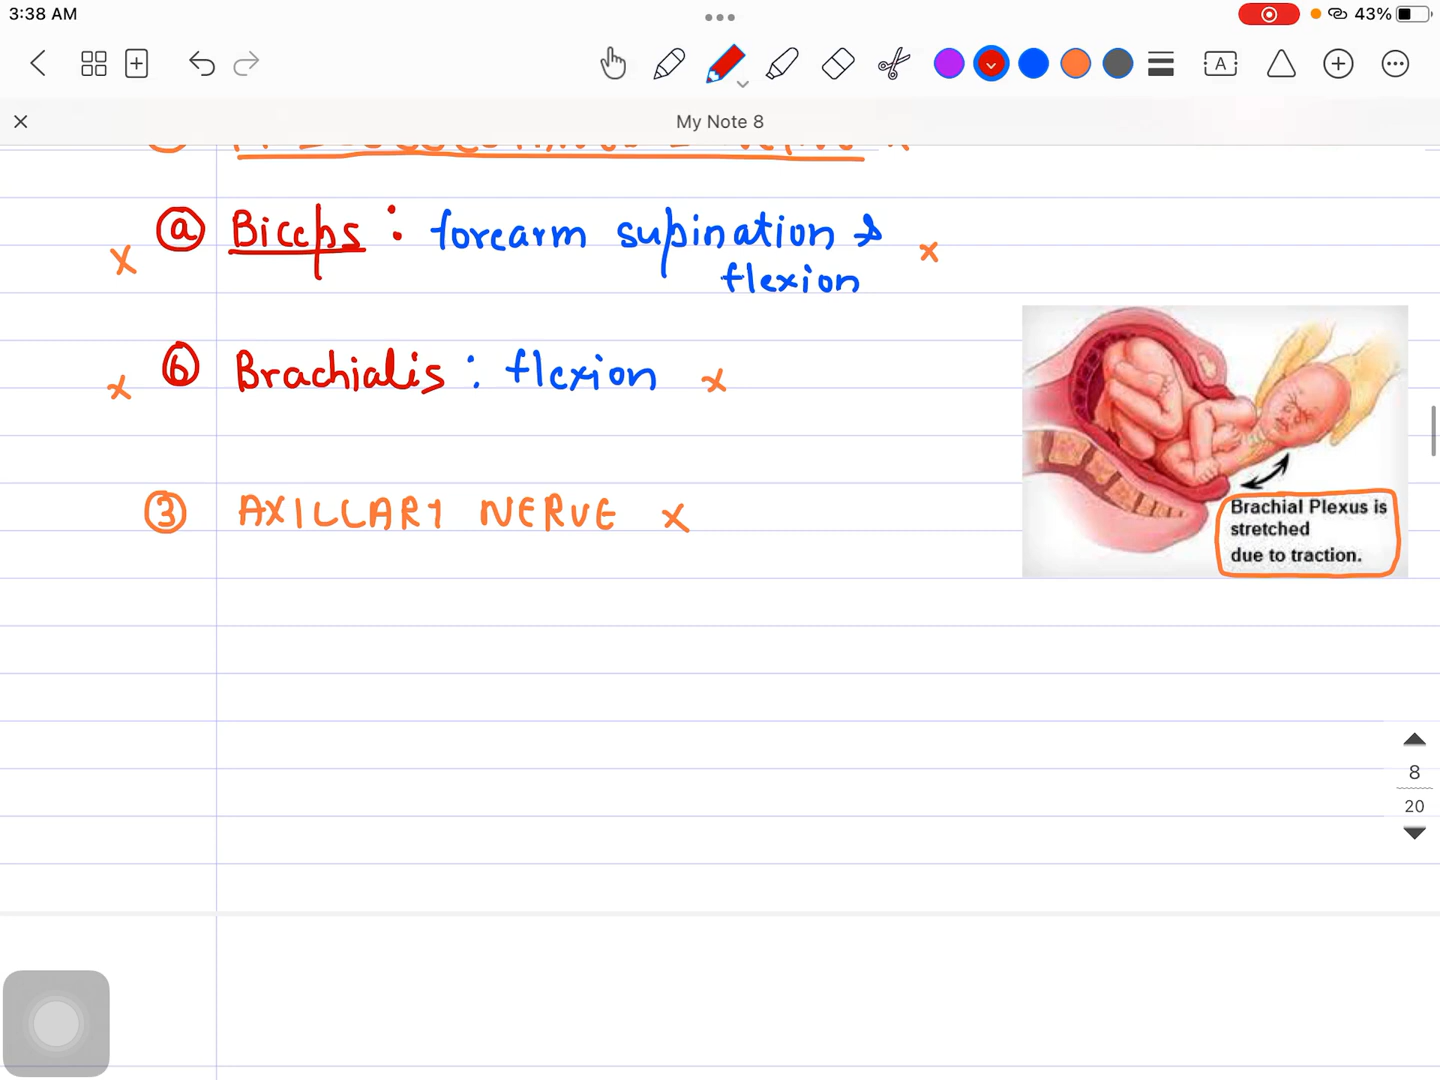 3:38 AM
43%
A
My Note 8
ⓐ Biceps : forearm supination &
flexion
x
x
ⓑ Brachialis : flexion
x
x
③ AXILLARY NERVE x
Brachial Plexus is
stretched
due to traction.
8
20